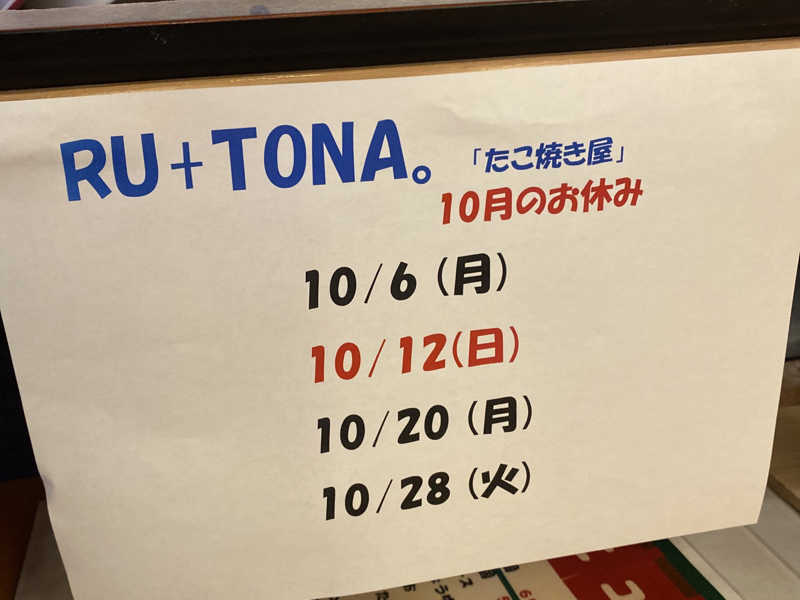 RU+TONA。「たこ焼き屋」
10月のお休み
10/6(月)
10/12(日)
10/20(月)
10/28(火)